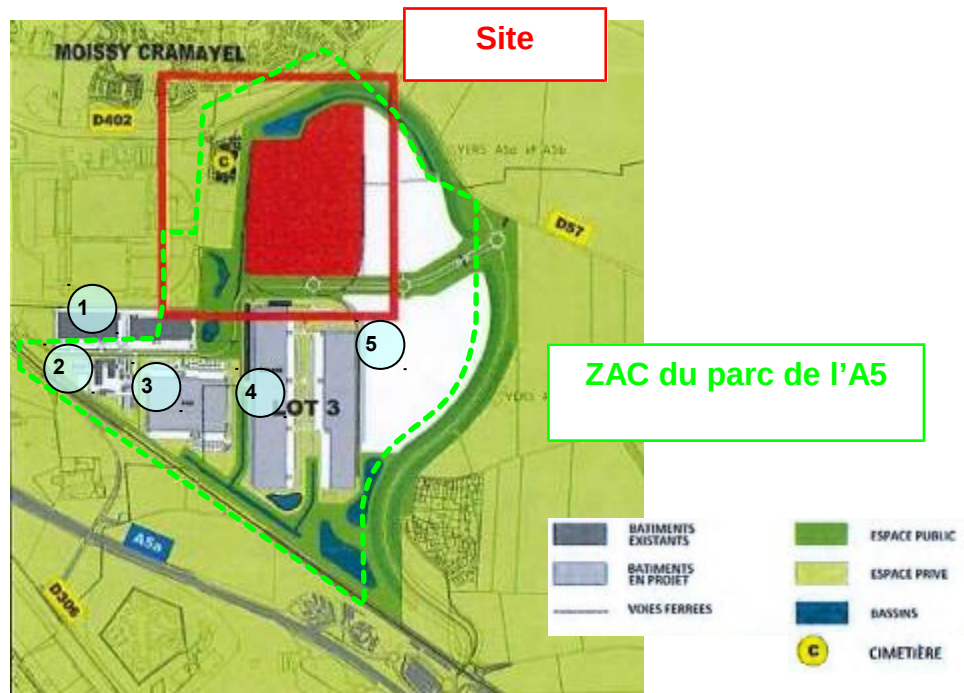 Site
MOISSY CRAMAYEL
D402
C
VERS A5a et A5b
D57
1
5
2
3
4
LOT 3
ZAC du parc de l'A5
VERS A
A5a
D306
BATIMENTS
EXISTANTS
BATIMENTS
EN PROJET
VOIES FERREES
ESPACE PUBLIC
ESPACE PRIVE
BASSINS
C
CIMETIÈRE